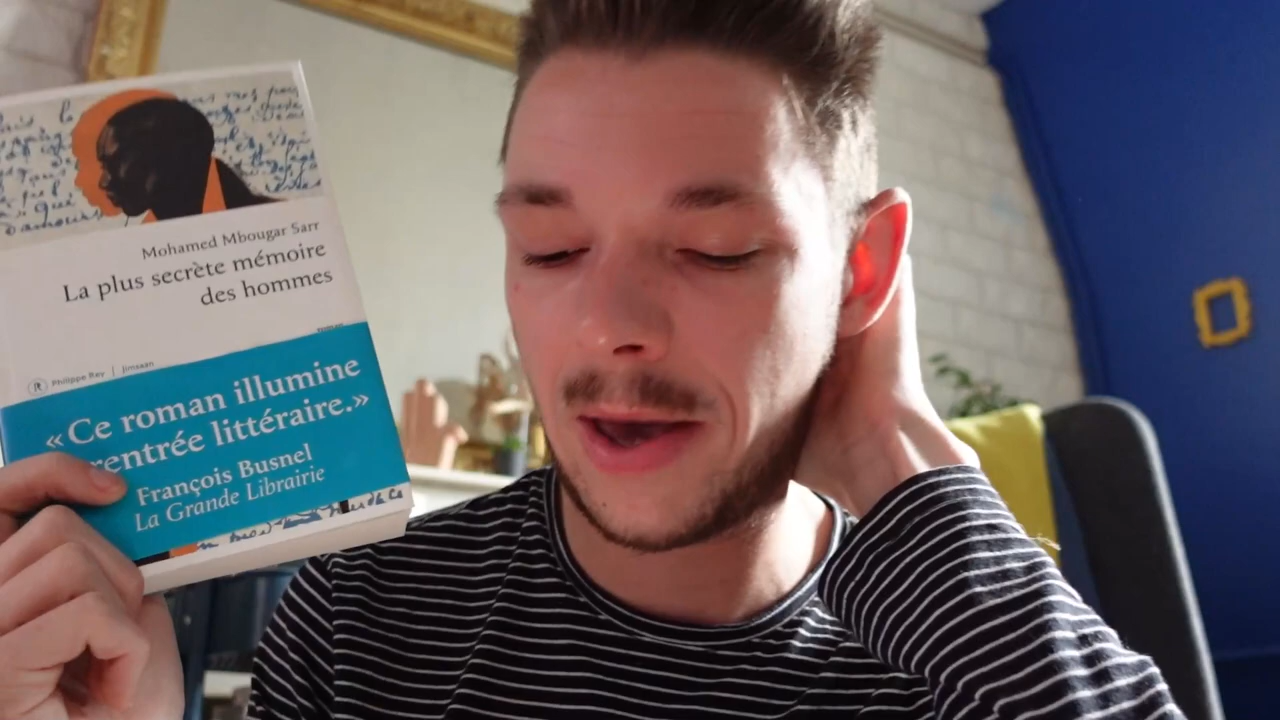 Mohamed Mbougar Sarr
La plus secrète mémoire
des hommes
roman
Philippe Rey | Jimsaan
«Ce roman illumine
rentrée littéraire.»
François Busnel
La Grande Librairie